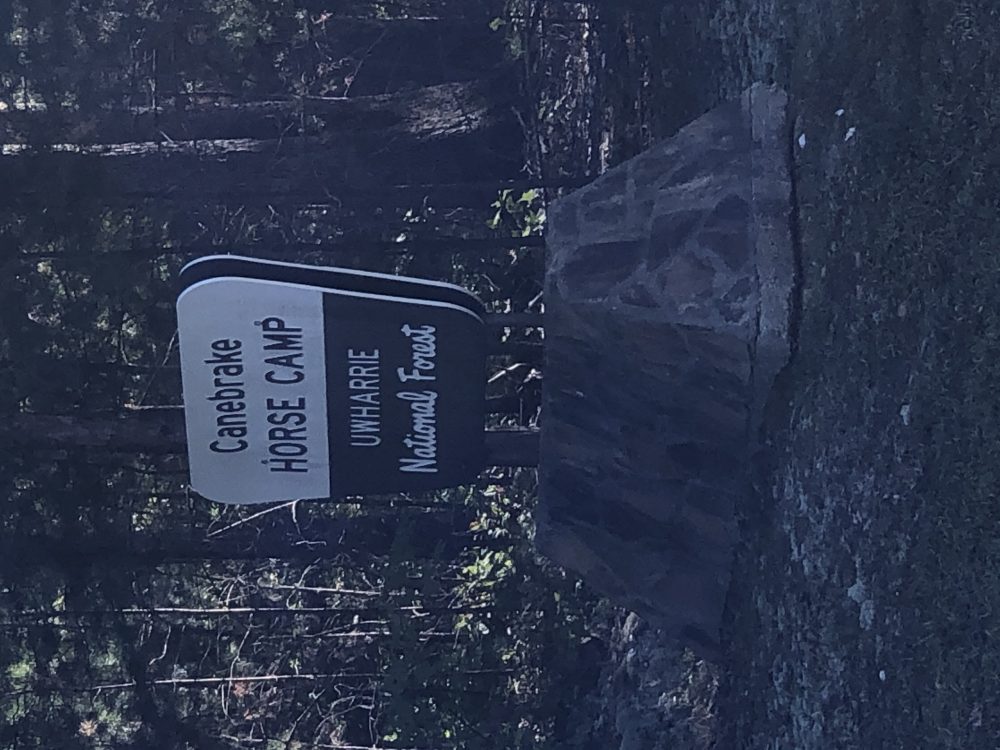 Canebrake
HORSE CAMP
UWHARRIE
National Forest